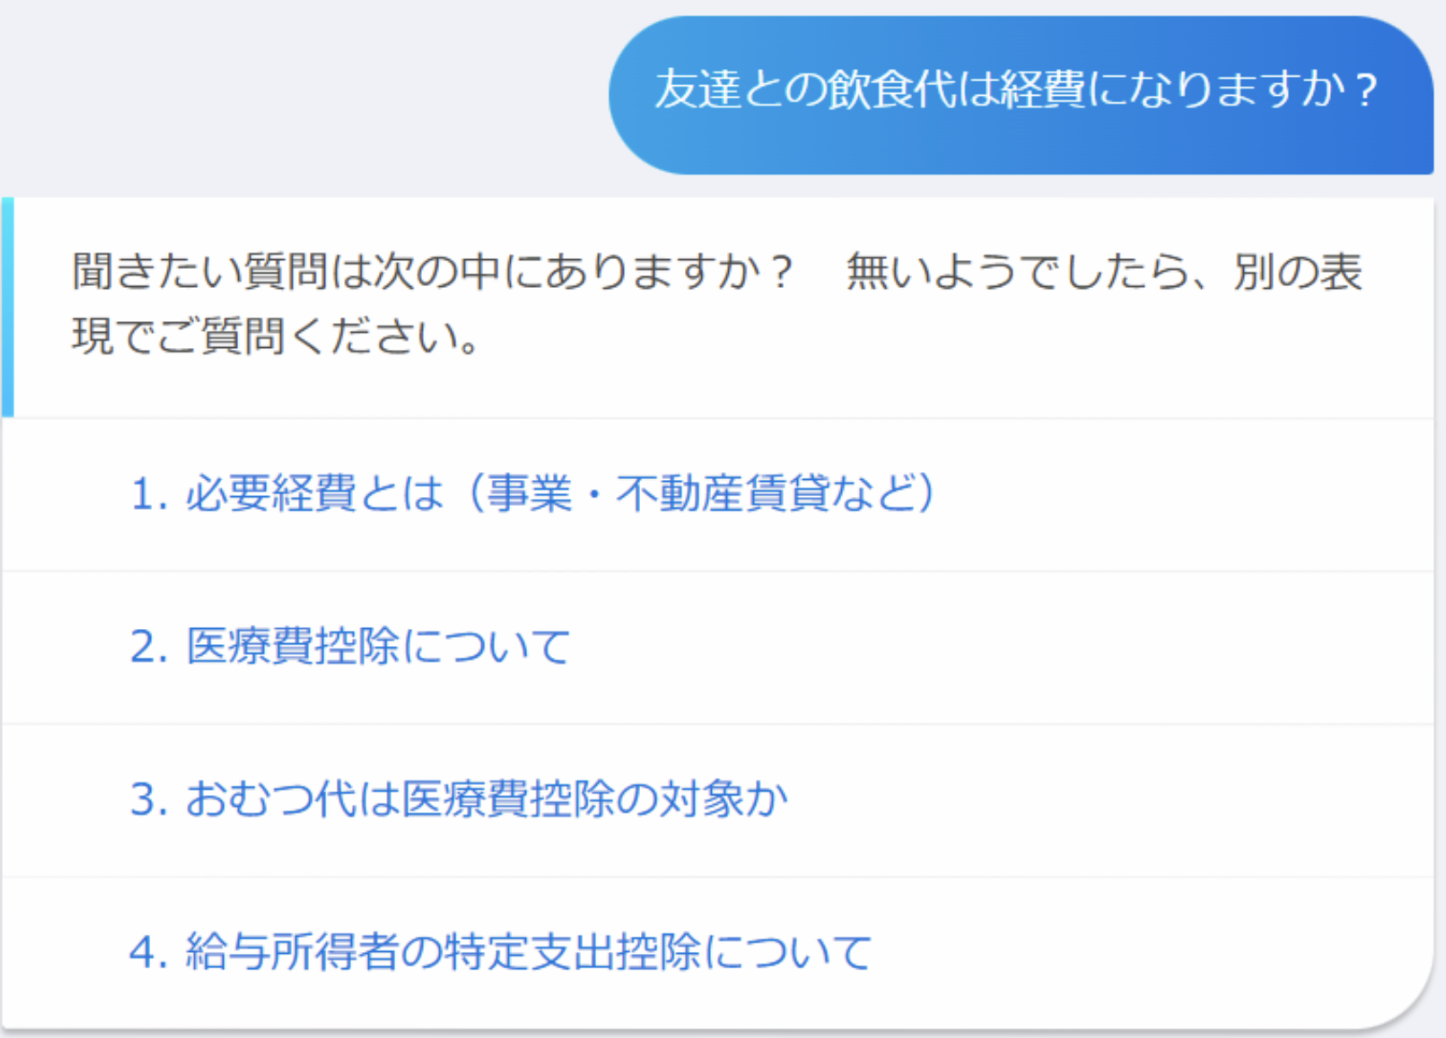 友達との飲食代は経費になりますか？
聞きたい質問は次の中にありますか？　無いようでしたら、別の表
現でご質問ください。
1. 必要経費とは（事業・不動産賃貸など）
2. 医療費控除について
3. おむつ代は医療費控除の対象か
4. 給与所得者の特定支出控除について